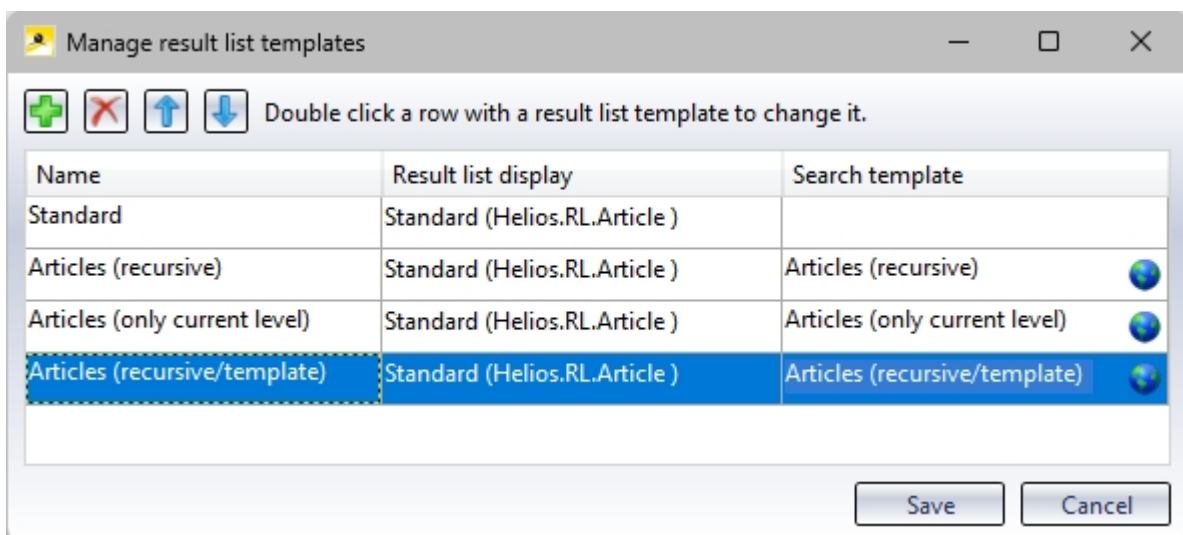 Manage result list templates
Double click a row with a result list template to change it.
Name Result list display Search template
Standard Standard (Helios.RL.Article )
Articles (recursive) Standard (Helios.RL.Article ) Articles (recursive)
Articles (only current level) Standard (Helios.RL.Article ) Articles (only current level)
Articles (recursive/template) Standard (Helios.RL.Article ) Articles (recursive/template)
Save Cancel